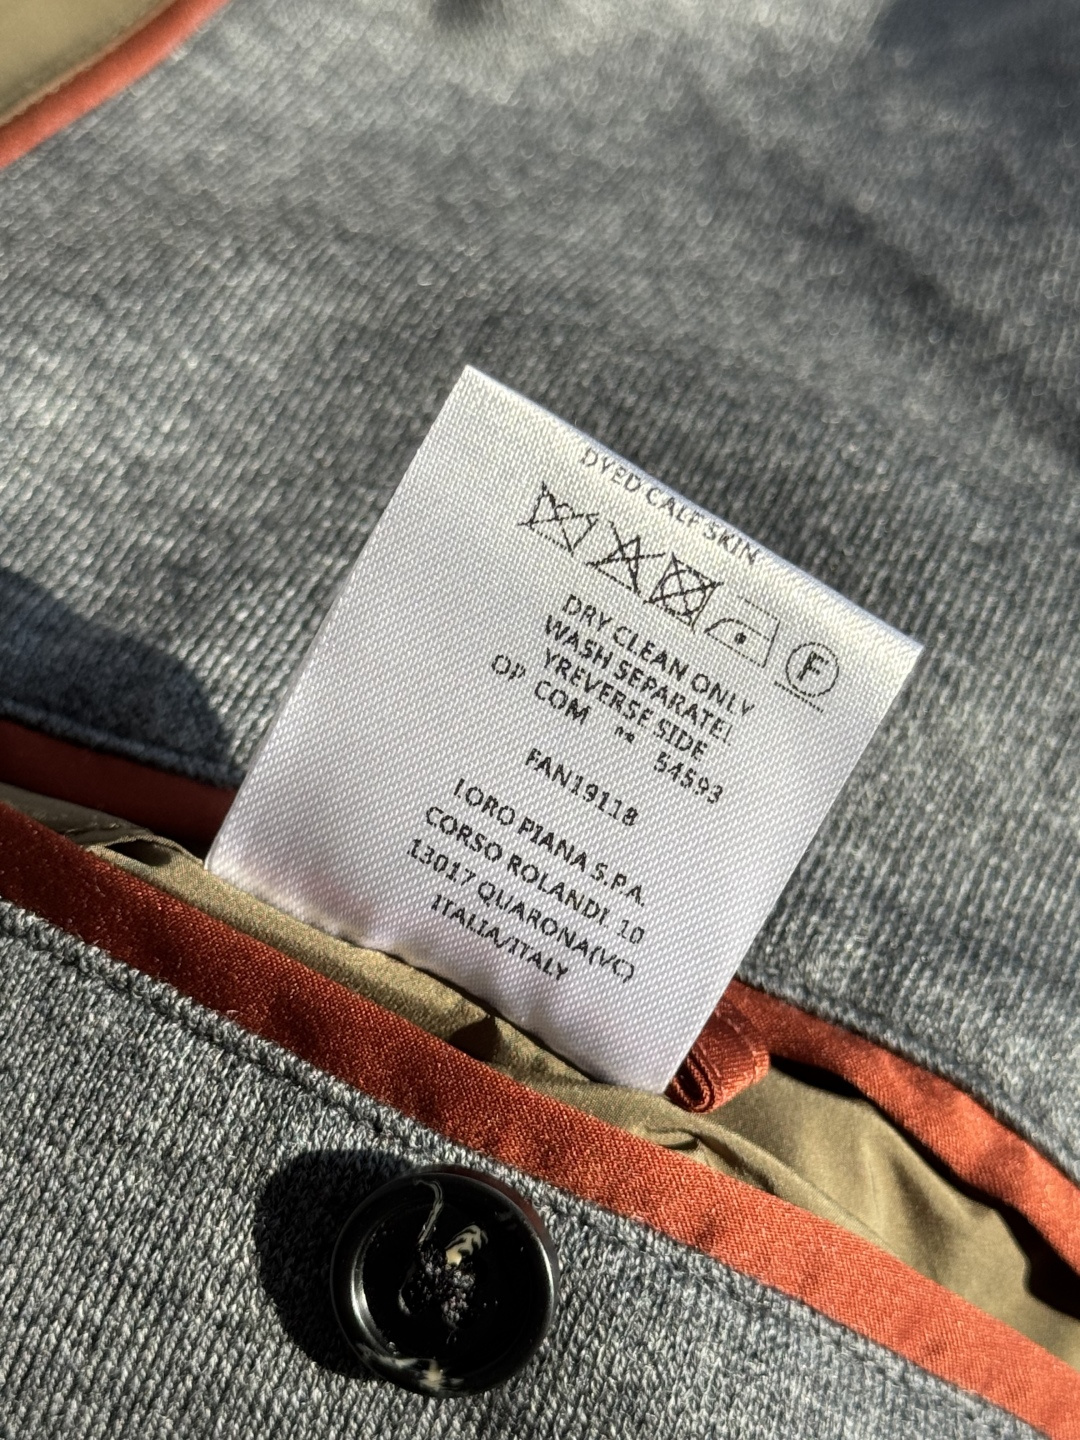 DYED CALF SKIN
F
DRY CLEAN ONLY
WASH SEPARATEL
YREVERSE SIDE
OP COM 54593
FAN19118
LORO PIANA S.P.A.
CORSO ROLANDI, 10
13017 QUARONA(VC)
ITALIA/ITALY